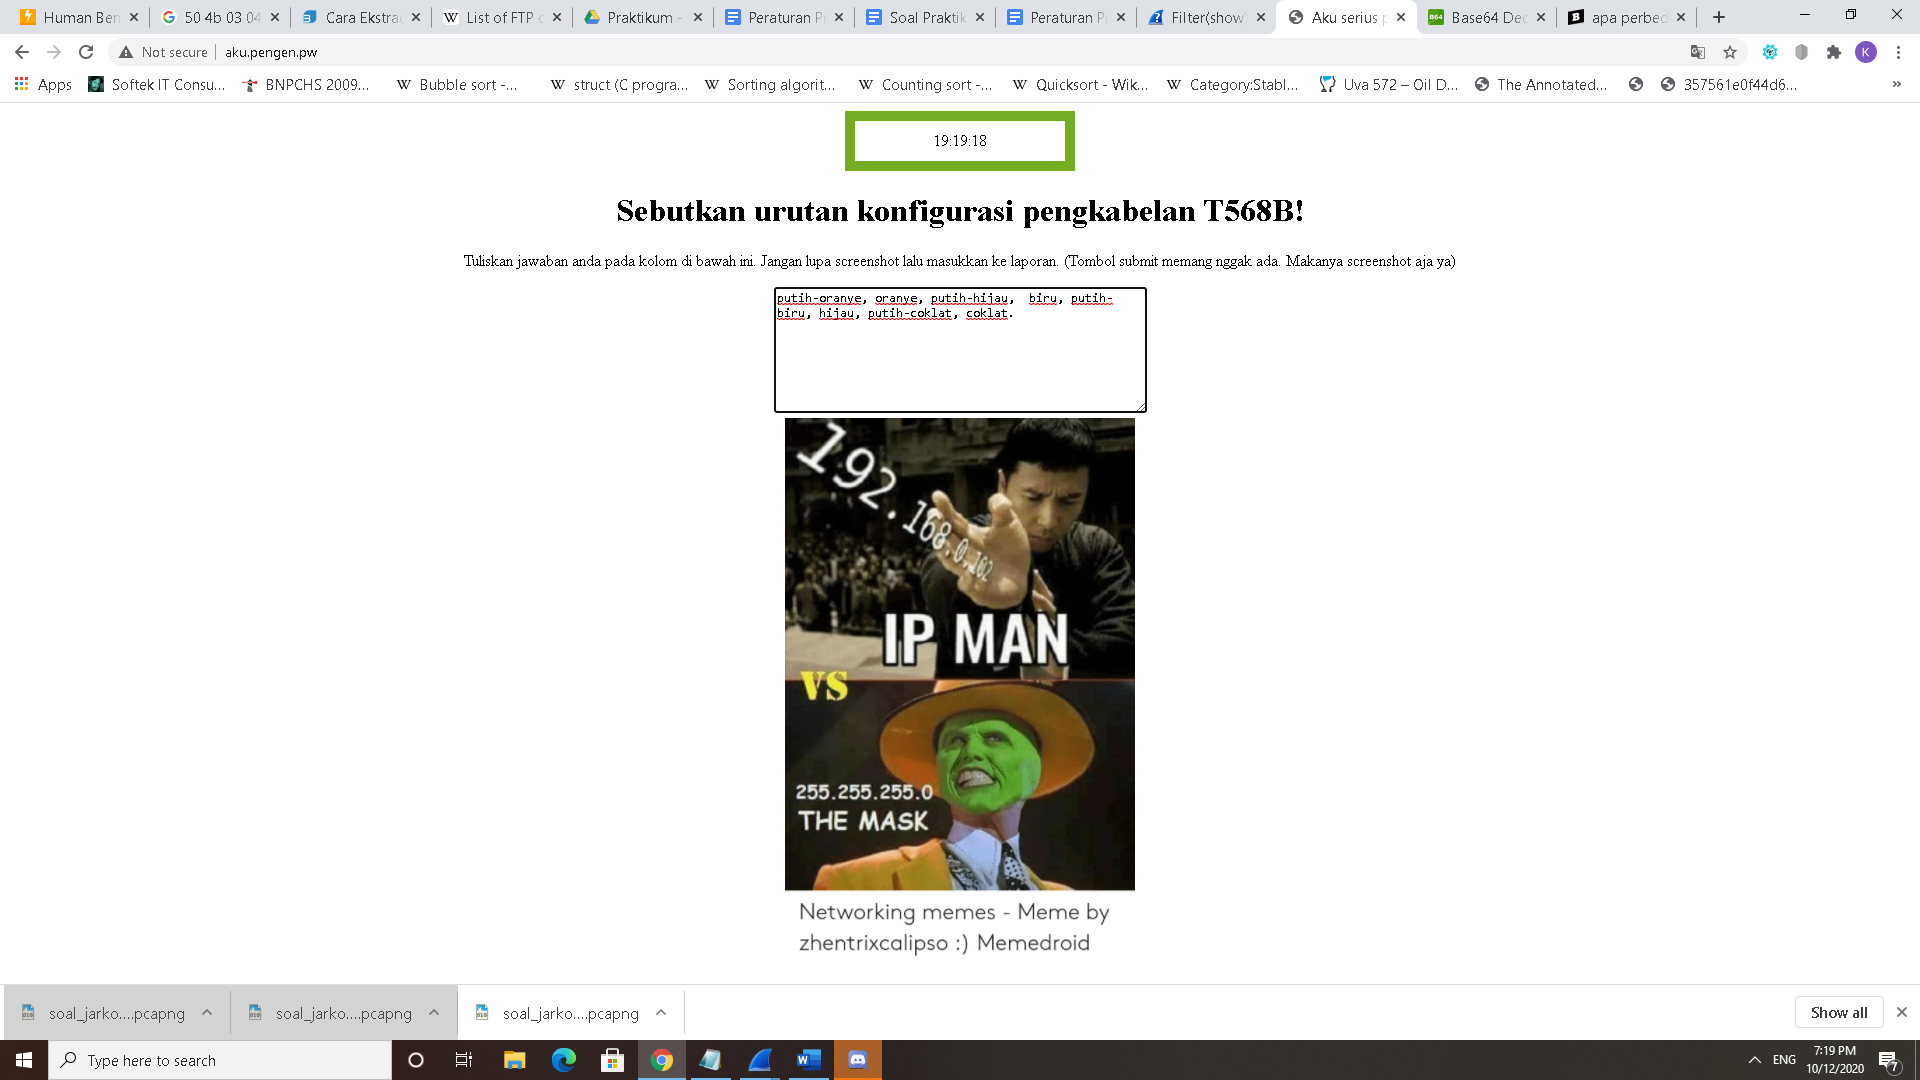 Human Ben
50 4b 03 04
Cara Ekstra
List of FTP
Praktikum -
Peraturan P
Soal Praktik
Peraturan P
Filter(show)
Aku serius p
Base64 Dec
apa perbed
Not secure
aku.pengen.pw
K
Apps
Softek IT Consu...
BNPCHS 2009...
Bubble sort -...
struct (C progra...
Sorting algorit...
Counting sort -...
Quicksort - Wik...
Category:Stabl...
Uva 572 – Oil D...
The Annotated...
357561e0f44d6...
»
19:19:18
Sebutkan urutan konfigurasi pengkabelan T568B!
Tuliskan jawaban anda pada kolom di bawah ini. Jangan lupa screenshot lalu masukkan ke laporan. (Tombol submit memang nggak ada. Makanya screenshot aja ya)
putih-oranye, oranye, putih-hijau,  biru, putih-
biru, hijau, putih-coklat, coklat.
192.168.0.102
IP MAN
VS
255.255.255.0
THE MASK
Networking memes - Meme by
zhentrixcalipso :) Memedroid
soal_jarko....pcapng
soal_jarko....pcapng
soal_jarko....pcapng
Show all
Type here to search
ENG
7:19 PM
10/12/2020
7